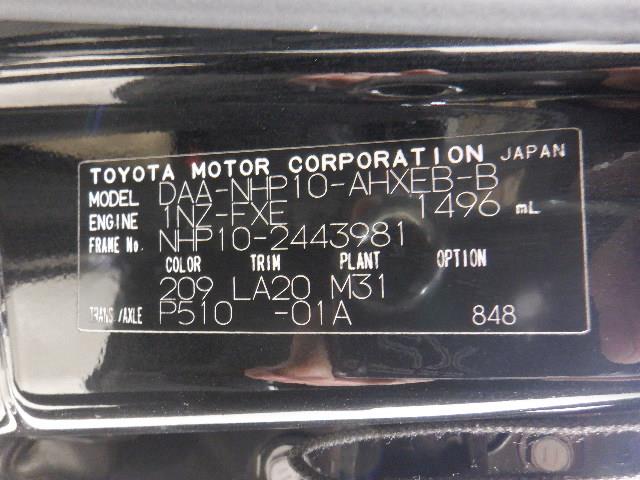 TOYOTA MOTOR CORPORATION JAPAN
MODEL DAA-NHP10-AHXEB-B
ENGINE 1NZ-FXE 1496 mL
FRAME No. NHP10-2443981
COLOR TRIM PLANT OPTION
209 LA20 M31
TRANS./AXLE P510 -01A 848